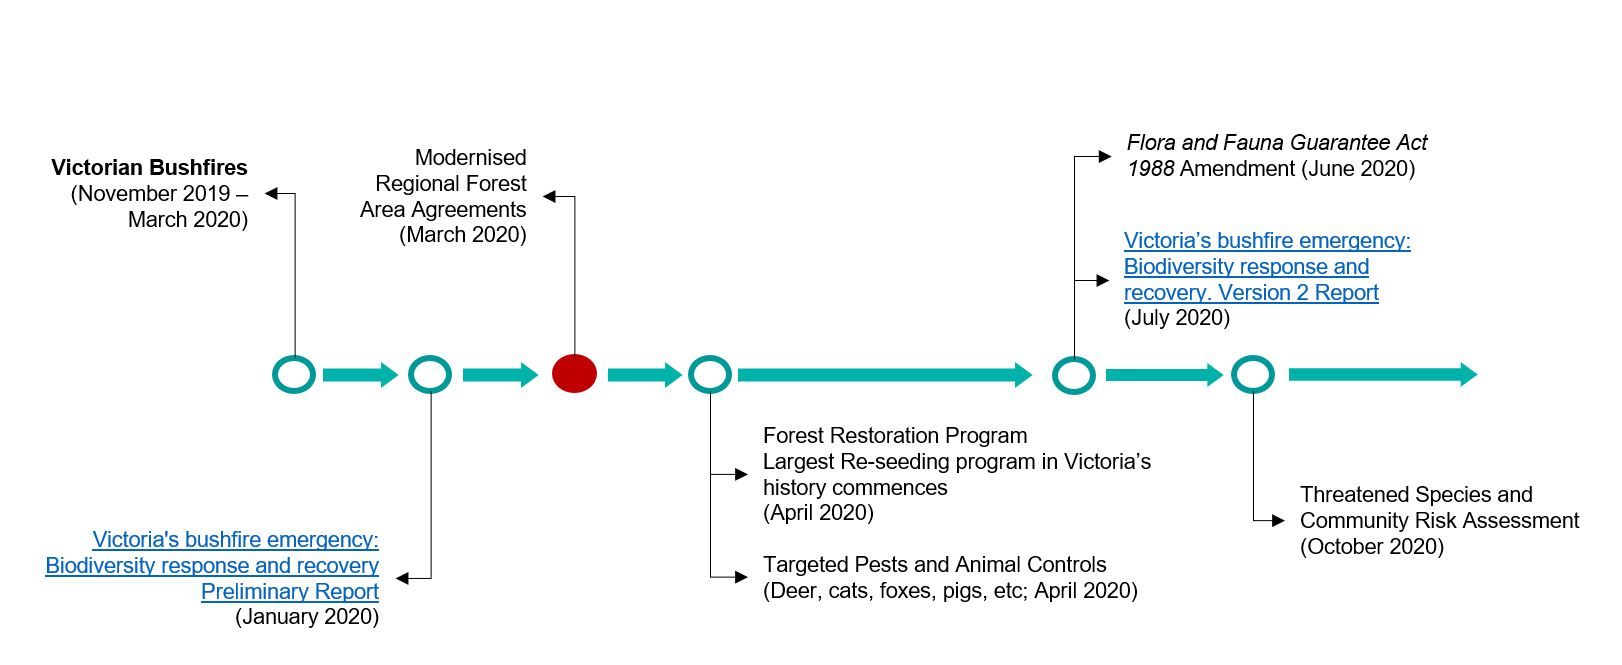 Victorian Bushfires
(November 2019 –
March 2020)
Modernised
Regional Forest
Area Agreements
(March 2020)
Flora and Fauna Guarantee Act
1988 Amendment (June 2020)
Victoria’s bushfire emergency:
Biodiversity response and
recovery. Version 2 Report
(July 2020)
Victoria's bushfire emergency:
Biodiversity response and recovery
Preliminary Report
(January 2020)
Forest Restoration Program
Largest Re-seeding program in Victoria’s
history commences
(April 2020)
Targeted Pests and Animal Controls
(Deer, cats, foxes, pigs, etc; April 2020)
Threatened Species and
Community Risk Assessment
(October 2020)